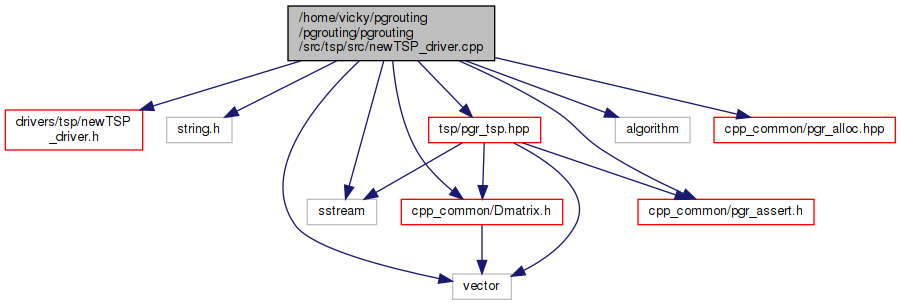 /home/vicky/pgrouting
/pgrouting/pgrouting
/src/tsp/src/newTSP_driver.cpp
drivers/tsp/newTSP
_driver.h
string.h
tsp/pgr_tsp.hpp
algorithm
cpp_common/pgr_alloc.hpp
sstream
cpp_common/Dmatrix.h
cpp_common/pgr_assert.h
vector